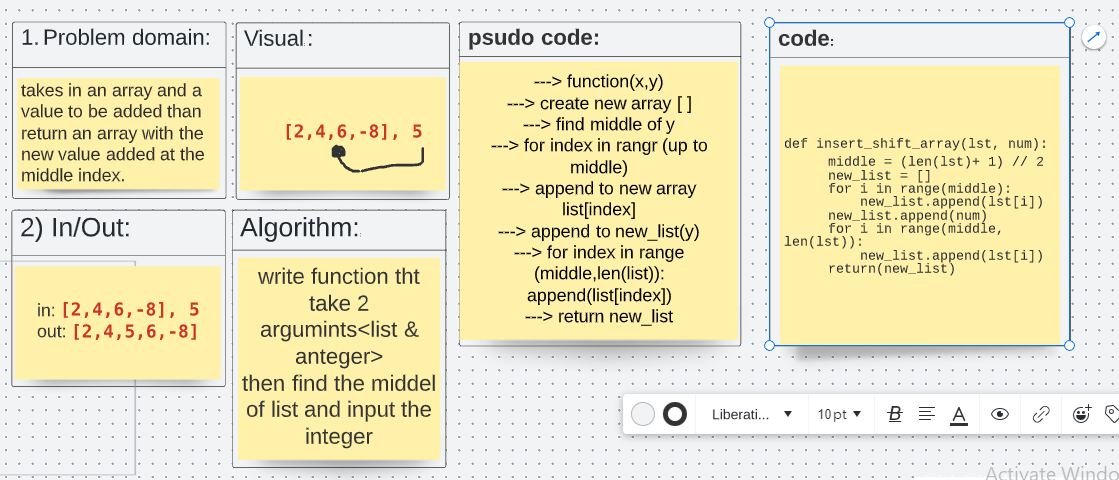 1. Problem domain:
takes in an array and a
value to be added than
return an array with the
new value added at the
middle index.
Visual:
[2,4,6,-8], 5
2) In/Out:
in: [2,4,6,-8], 5
out: [2,4,5,6,-8]
Algorithm:
write function tht
take 2
argumints<list &
anteger>
then find the middel
of list and input the
integer
psudo code:
---> function(x,y)
---> create new array [ ]
---> find middle of y
---> for index in rangr (up to
middle)
---> append to new array
list[index]
---> append to new_list(y)
---> for index in range
(middle,len(list)):
append(list[index])
---> return new_list
code:
def insert_shift_array(lst, num):
middle = (len(lst)+ 1) // 2
new_list = []
for i in range(middle):
new_list.append(lst[i])
new_list.append(num)
for i in range(middle,
len(lst)):
new_list.append(lst[i])
return(new_list)
Liberati...
10 pt
B
A
Activate Windo